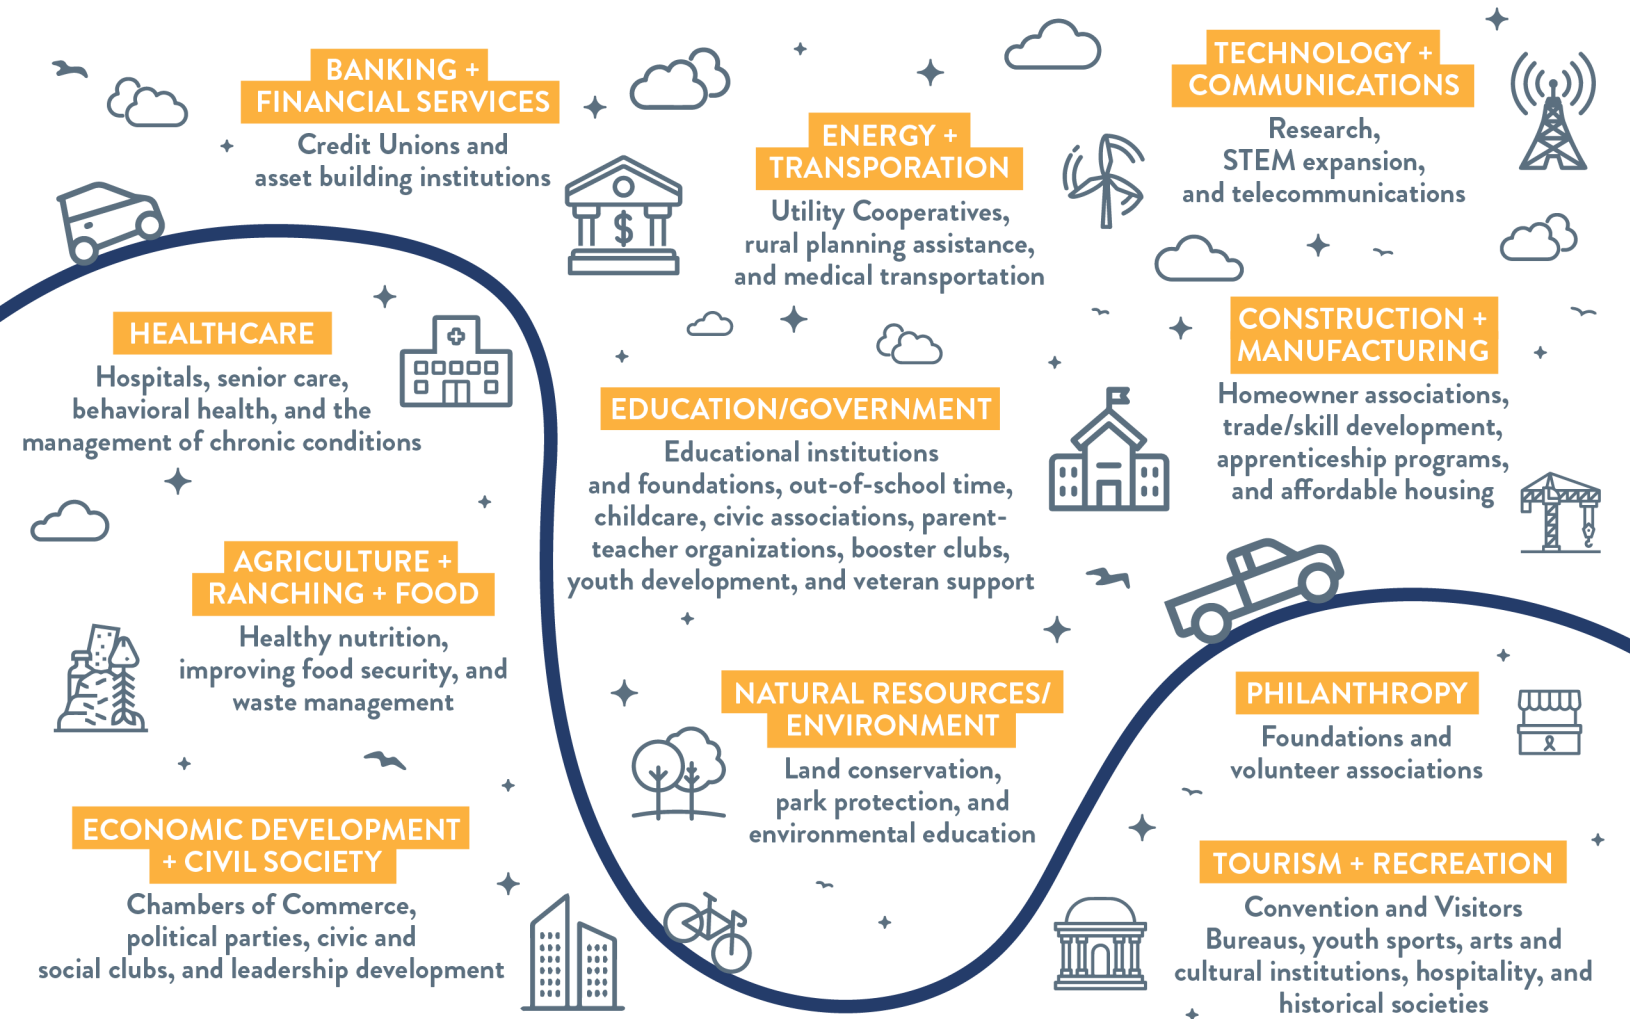 BANKING +
FINANCIAL SERVICES
Credit Unions and
asset building institutions
ENERGY +
TRANSPORATION
Utility Cooperatives,
rural planning assistance,
and medical transportation
TECHNOLOGY +
COMMUNICATIONS
Research,
STEM expansion,
and telecommunications
HEALTHCARE
Hospitals, senior care,
behavioral health, and the
management of chronic conditions
EDUCATION/GOVERNMENT
Educational institutions
and foundations, out-of-school time,
childcare, civic associations, parent-
teacher organizations, booster clubs,
youth development, and veteran support
CONSTRUCTION +
MANUFACTURING
Homeowner associations,
trade/skill development,
apprenticeship programs,
and affordable housing
AGRICULTURE +
RANCHING + FOOD
Healthy nutrition,
improving food security, and
waste management
NATURAL RESOURCES/
ENVIRONMENT
Land conservation,
park protection, and
environmental education
PHILANTHROPY
Foundations and
volunteer associations
ECONOMIC DEVELOPMENT
+ CIVIL SOCIETY
Chambers of Commerce,
political parties, civic and
social clubs, and leadership development
TOURISM + RECREATION
Convention and Visitors
Bureaus, youth sports, arts and
cultural institutions, hospitality, and
historical societies
$